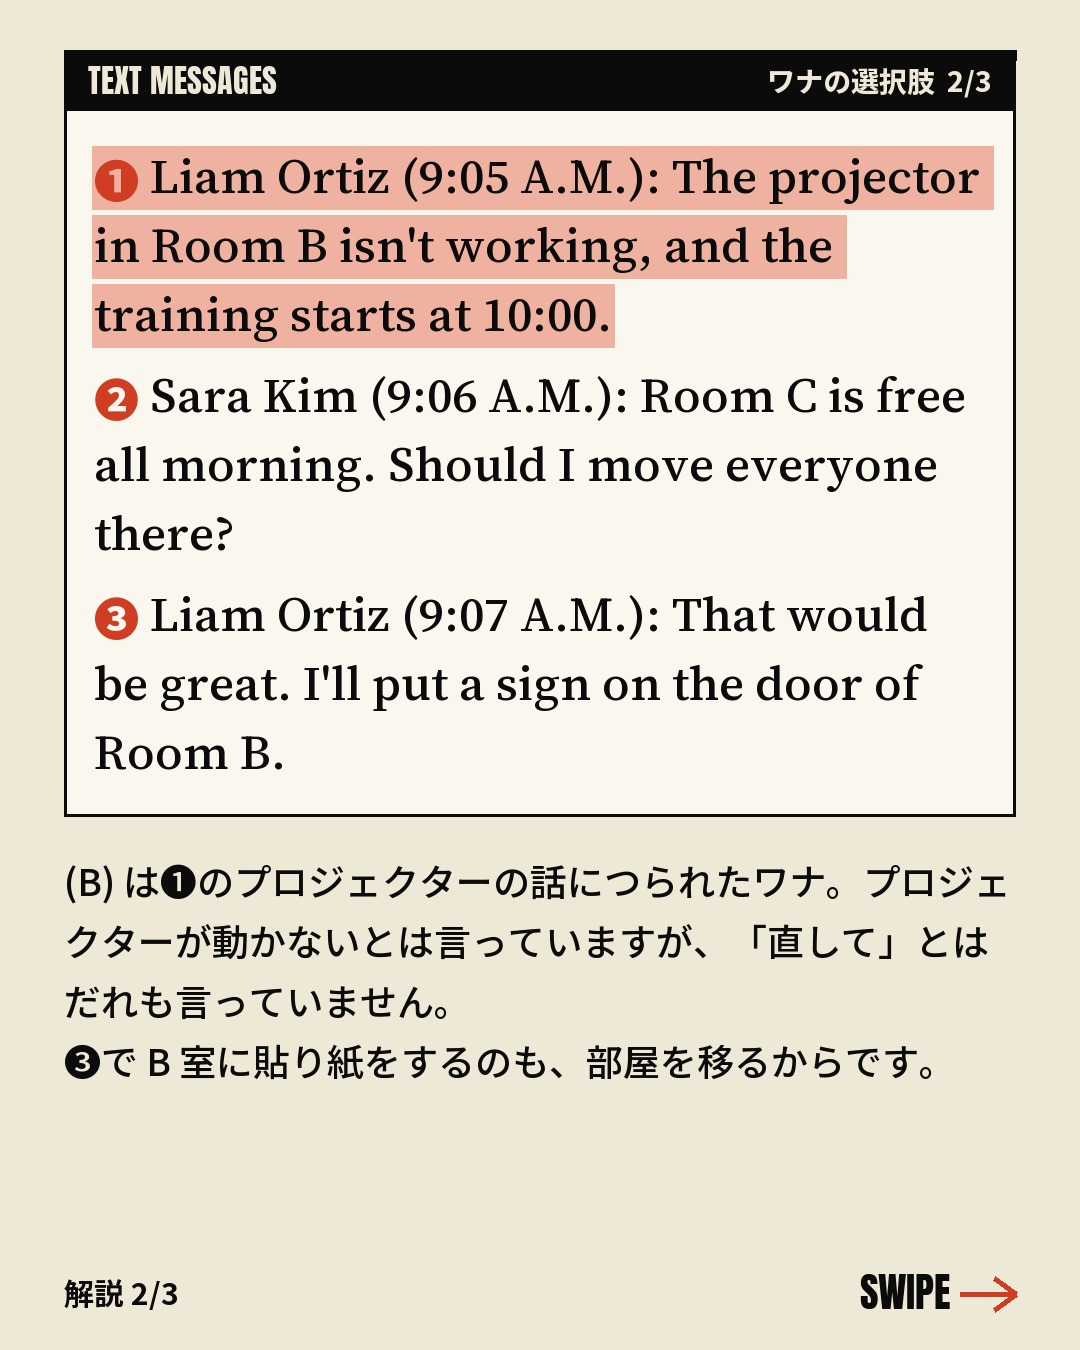 TEXT MESSAGES
ワナの選択肢 2/3
❶ Liam Ortiz (9:05 A.M.): The projector
in Room B isn't working, and the
training starts at 10:00.
❷ Sara Kim (9:06 A.M.): Room C is free
all morning. Should I move everyone
there?
❸ Liam Ortiz (9:07 A.M.): That would
be great. I'll put a sign on the door of
Room B.
(B) は❶のプロジェクターの話につられたワナ。プロジェ
クターが動かないとは言っていますが、「直して」とは
だれも言っていません。
❸で B 室に貼り紙をするのも、部屋を移るからです。
解説 2/3
SWIPE